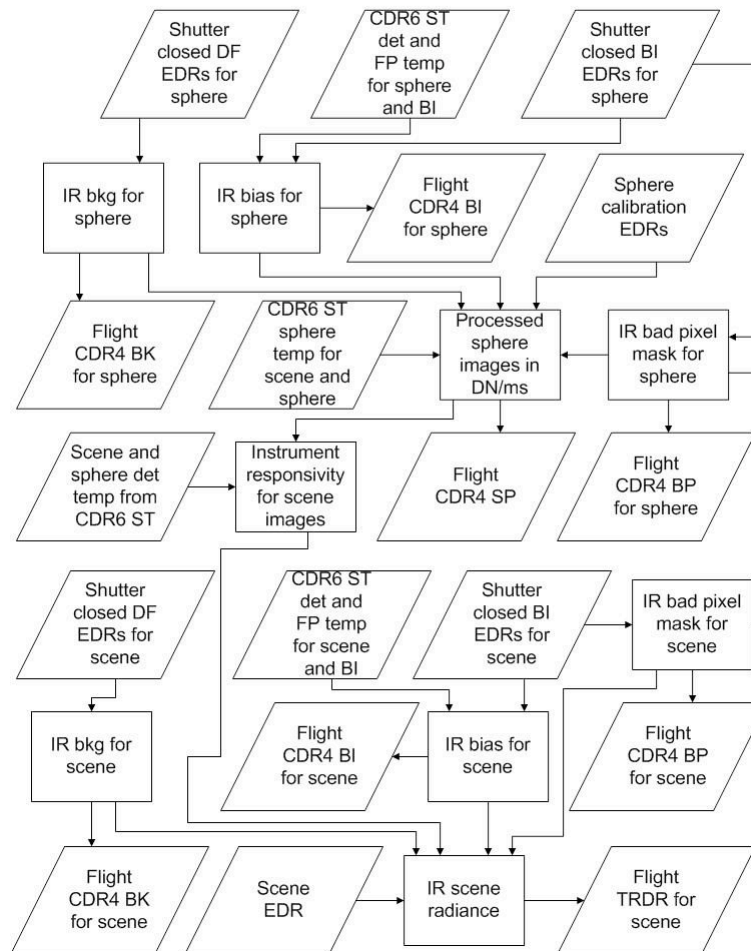 Shutter
closed DF
EDRs for
sphere
CDR6 ST
det and
FP temp
for sphere
and BI
Shutter
closed BI
EDRs for
sphere
IR bkg for
sphere
IR bias for
sphere
Flight
CDR4 BI
for sphere
Sphere
calibration
EDRs
Flight
CDR4 BK
for sphere
CDR6 ST
sphere
temp for
scene and
sphere
Processed
sphere
images in
DN/ms
IR bad pixel
mask for
sphere
Scene and
sphere det
temp from
CDR6 ST
Instrument
responsivity
for scene
images
Flight
CDR4 SP
Flight
CDR4 BP
for sphere
Shutter
closed DF
EDRs for
scene
CDR6 ST
det and
FP temp
for scene
and BI
Shutter
closed BI
EDRs for
scene
IR bad pixel
mask for
scene
IR bkg for
scene
Flight
CDR4 BI
for scene
IR bias for
scene
Flight
CDR4 BP
for scene
Flight
CDR4 BK
for scene
Scene
EDR
IR scene
radiance
Flight
TRDR for
scene